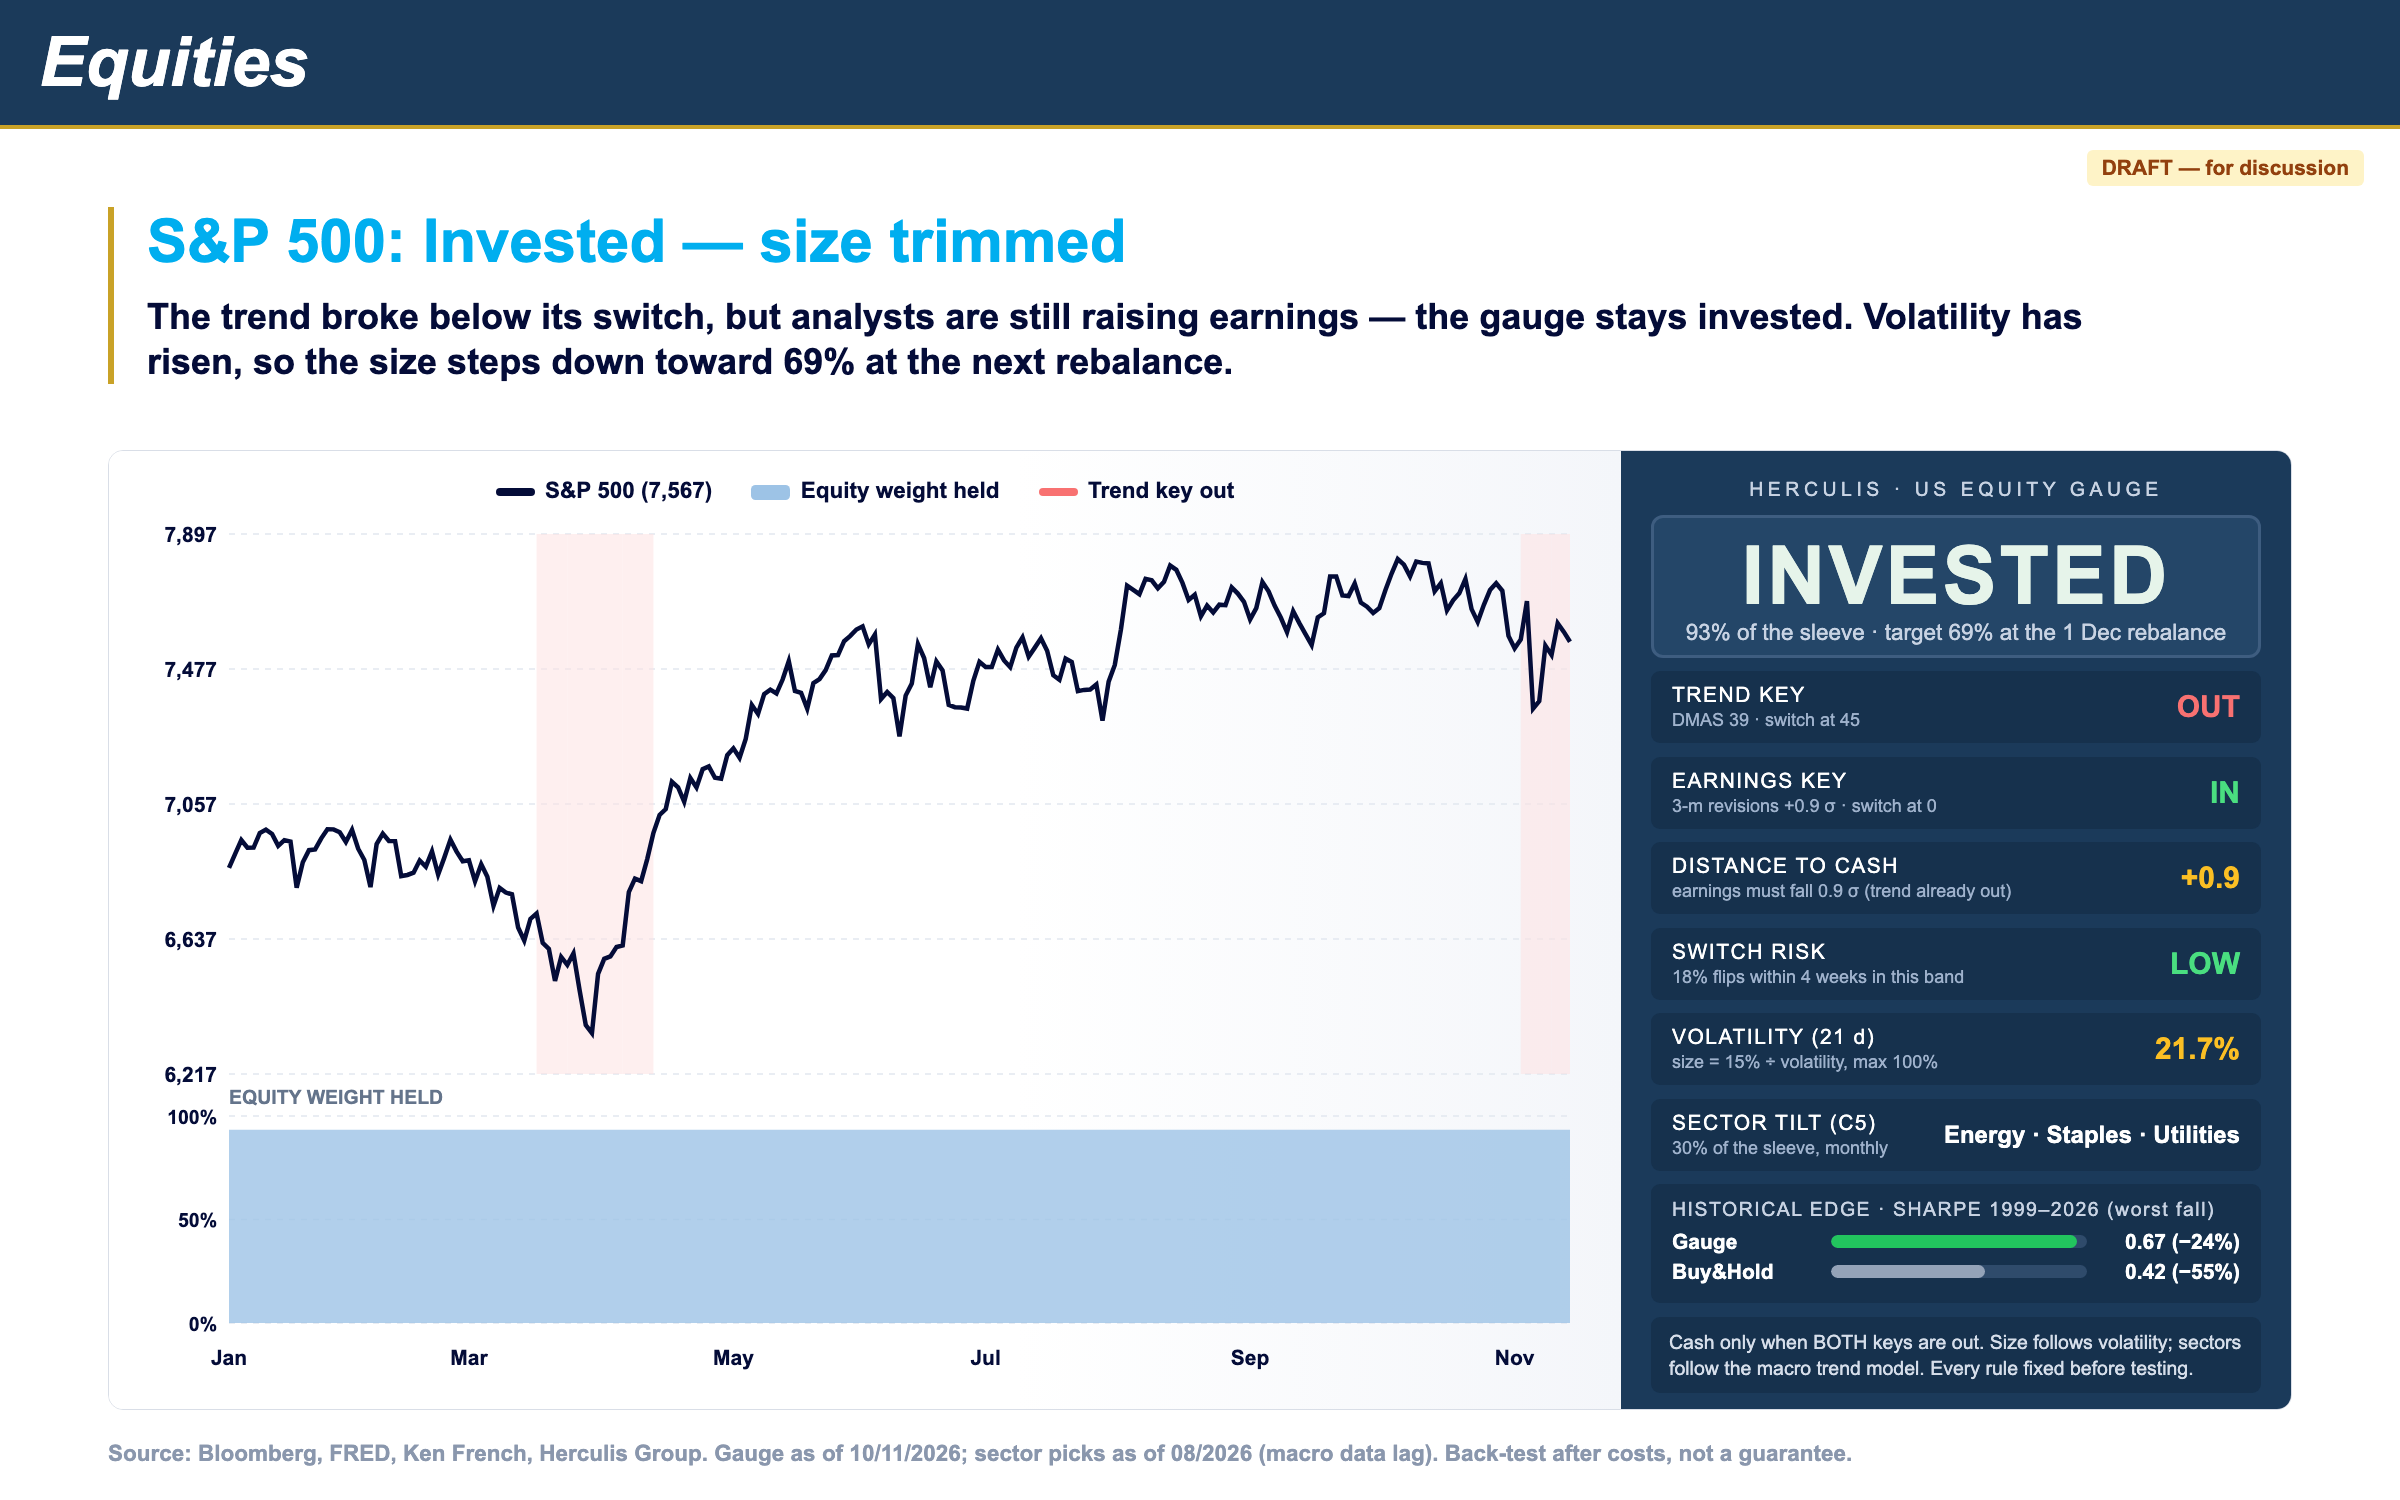 Equities
DRAFT — for discussion
S&P 500: Invested — size trimmed
The trend broke below its switch, but analysts are still raising earnings — the gauge stays invested. Volatility has
risen, so the size steps down toward 69% at the next rebalance.
S&P 500 (7,567)
Equity weight held
Trend key out
7,897
7,477
7,057
6,637
6,217
EQUITY WEIGHT HELD
100%
50%
0%
Jan
Mar
May
Jul
Sep
Nov
HERCULIS · US EQUITY GAUGE
INVESTED
93% of the sleeve · target 69% at the 1 Dec rebalance
TREND KEY
DMAS 39 · switch at 45
OUT
EARNINGS KEY
3-m revisions +0.9 σ · switch at 0
IN
DISTANCE TO CASH
earnings must fall 0.9 σ (trend already out)
+0.9
SWITCH RISK
18% flips within 4 weeks in this band
LOW
VOLATILITY (21 d)
size = 15% ÷ volatility, max 100%
21.7%
SECTOR TILT (C5)
30% of the sleeve, monthly
Energy · Staples · Utilities
HISTORICAL EDGE · SHARPE 1999–2026 (worst fall)
Gauge
0.67 (−24%)
Buy&Hold
0.42 (−55%)
Cash only when BOTH keys are out. Size follows volatility; sectors
follow the macro trend model. Every rule fixed before testing.
Source: Bloomberg, FRED, Ken French, Herculis Group. Gauge as of 10/11/2026; sector picks as of 08/2026 (macro data lag). Back-test after costs, not a guarantee.